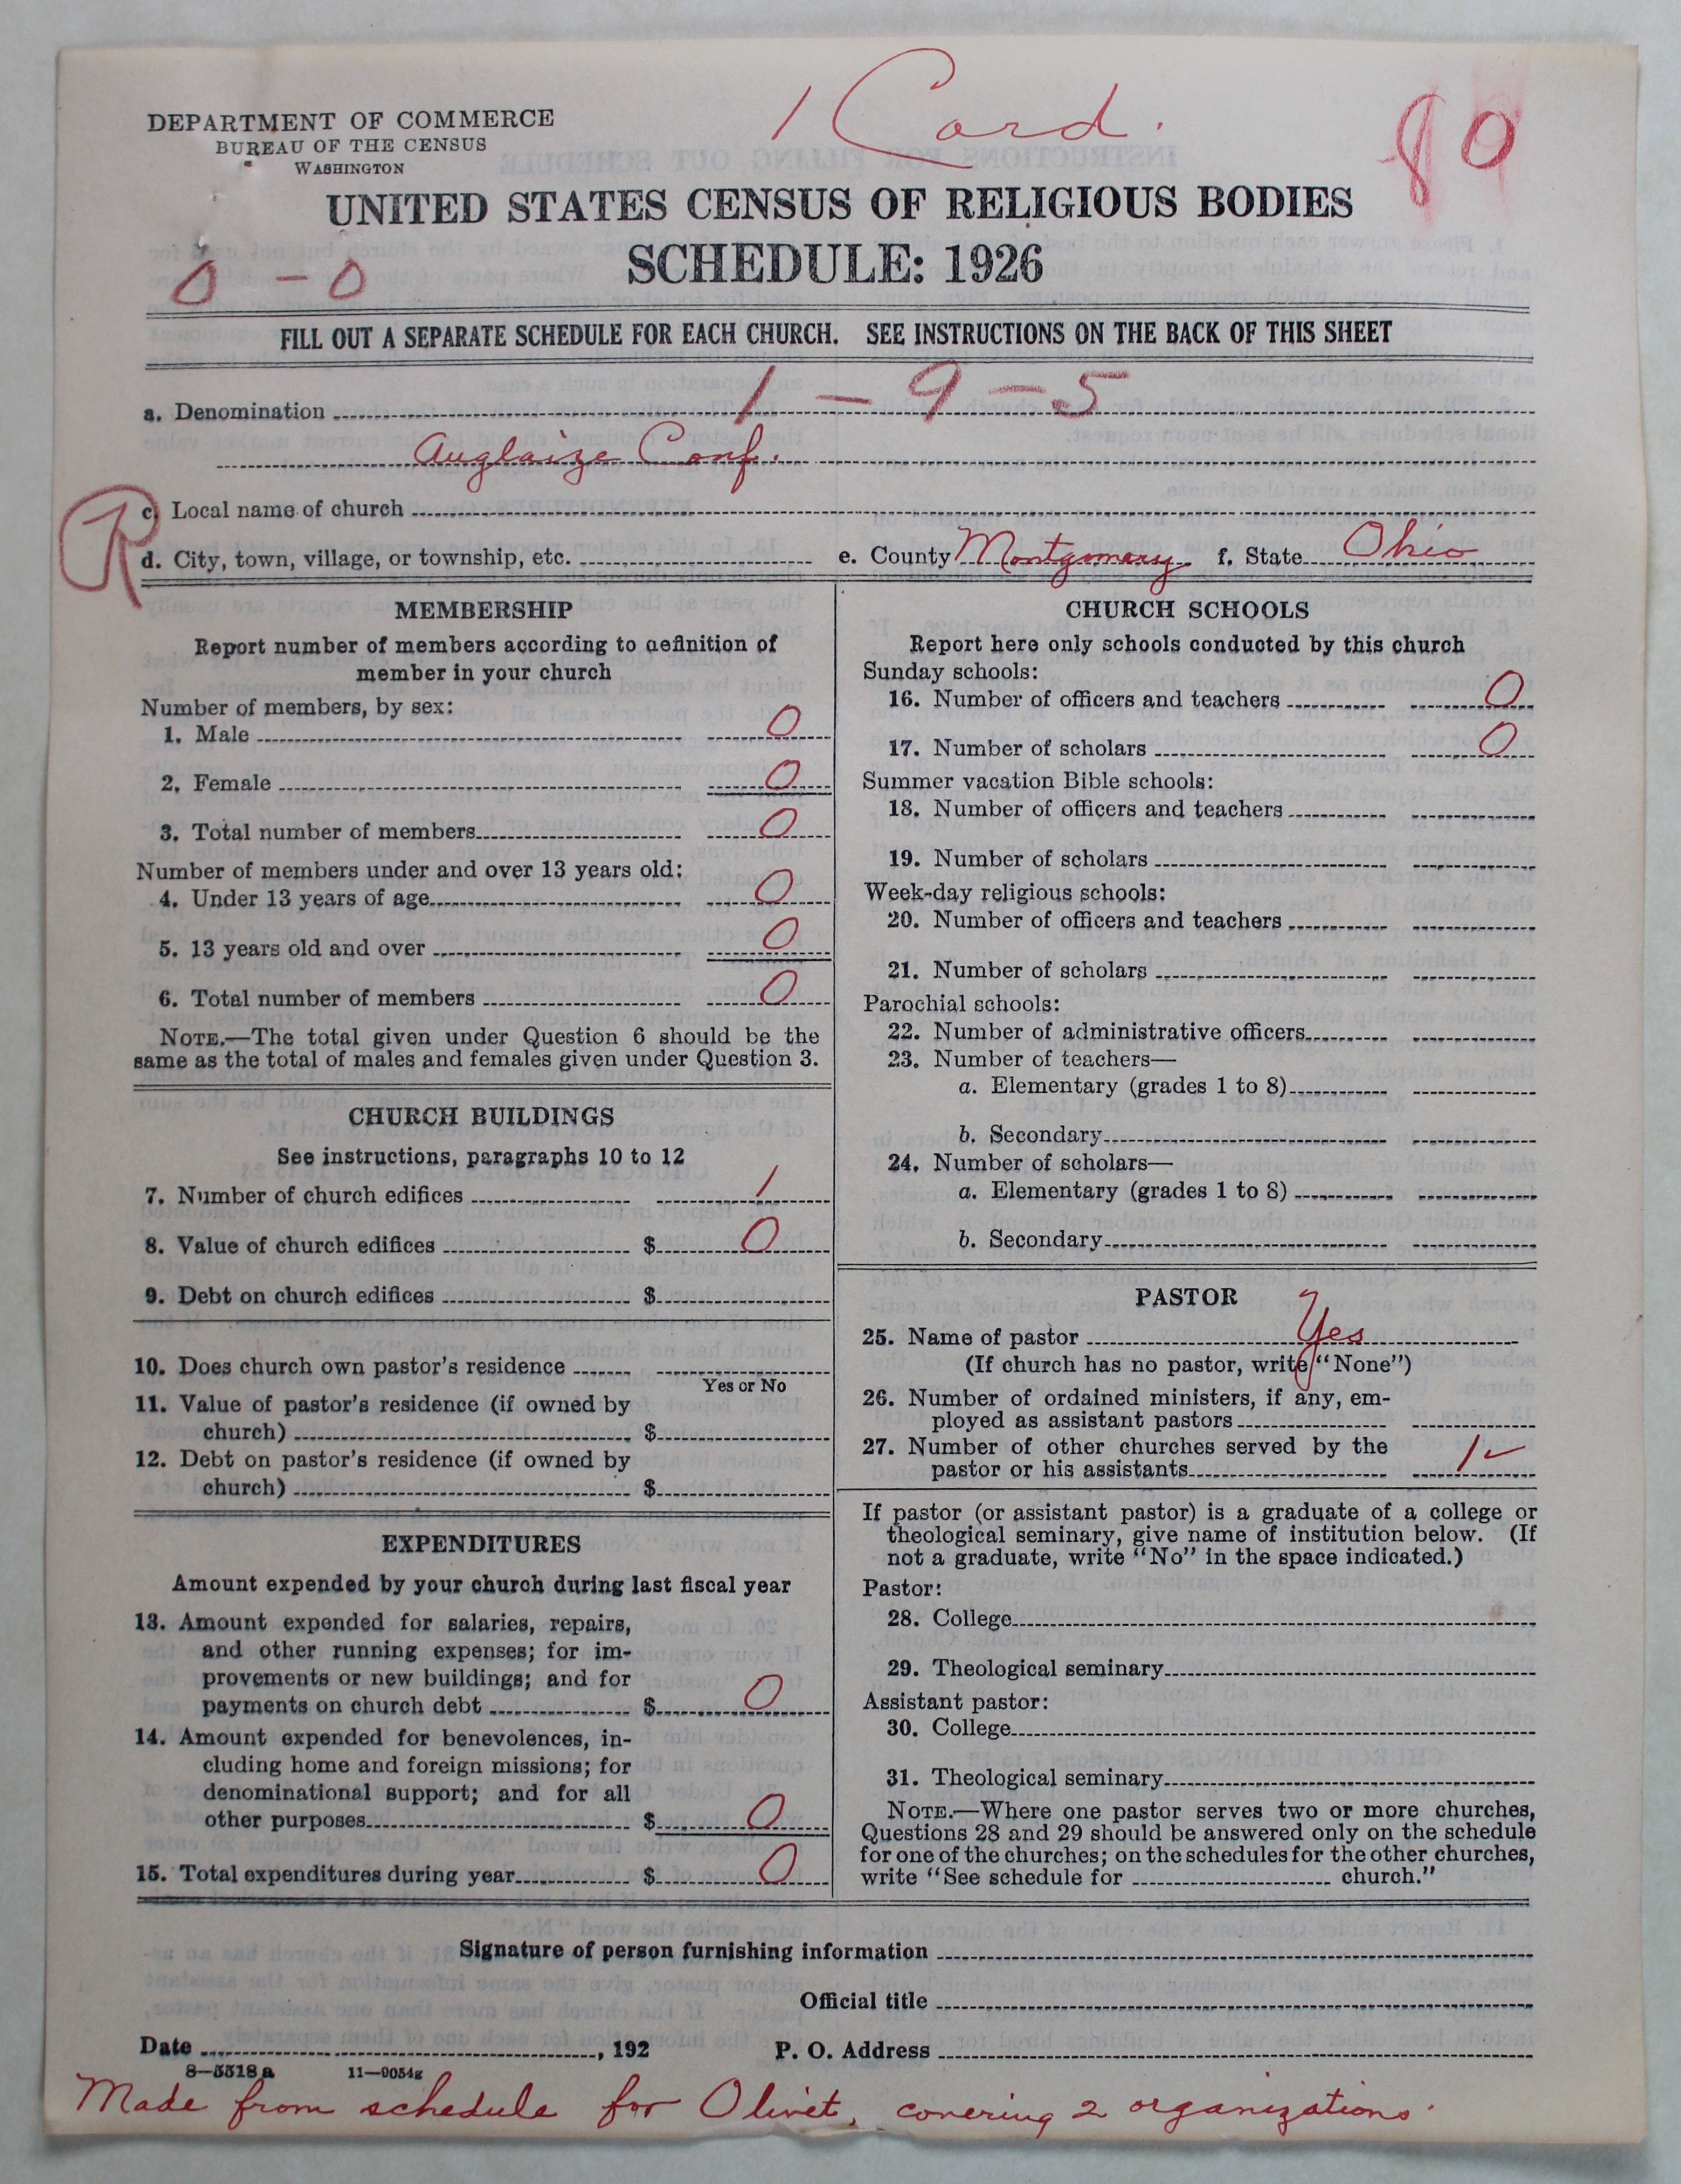 1 Card.
80
DEPARTMENT OF COMMERCE
BUREAU OF THE CENSUS
WASHINGTON
UNITED STATES CENSUS OF RELIGIOUS BODIES
SCHEDULE: 1926
0 - 0
FILL OUT A SEPARATE SCHEDULE FOR EACH CHURCH. SEE INSTRUCTIONS ON THE BACK OF THIS SHEET
a. Denomination 1 - 9 - 5
Auglaize Conf.
R
c. Local name of church
d. City, town, village, or township, etc. e. County Montgomery f. State Ohio
MEMBERSHIP
Report number of members according to definition of
member in your church
Number of members, by sex:
1. Male 0
2. Female 0
3. Total number of members 0
Number of members under and over 13 years old:
4. Under 13 years of age 0
5. 13 years old and over 0
6. Total number of members 0
NOTE.—The total given under Question 6 should be the
same as the total of males and females given under Question 3.
CHURCH BUILDINGS
See instructions, paragraphs 10 to 12
7. Number of church edifices 1
8. Value of church edifices $ 0
9. Debt on church edifices $
10. Does church own pastor's residence
Yes or No
11. Value of pastor's residence (if owned by
church) $
12. Debt on pastor's residence (if owned by
church) $
EXPENDITURES
Amount expended by your church during last fiscal year
13. Amount expended for salaries, repairs,
and other running expenses; for im-
provements or new buildings; and for
payments on church debt $ 0
14. Amount expended for benevolences, in-
cluding home and foreign missions; for
denominational support; and for all
other purposes $ 0
15. Total expenditures during year $ 0
CHURCH SCHOOLS
Report here only schools conducted by this church
Sunday schools:
16. Number of officers and teachers 0
17. Number of scholars 0
Summer vacation Bible schools:
18. Number of officers and teachers
19. Number of scholars
Week-day religious schools:
20. Number of officers and teachers
21. Number of scholars
Parochial schools:
22. Number of administrative officers
23. Number of teachers—
a. Elementary (grades 1 to 8)
b. Secondary
24. Number of scholars—
a. Elementary (grades 1 to 8)
b. Secondary
PASTOR
25. Name of pastor Yes
(If church has no pastor, write "None")
26. Number of ordained ministers, if any, em-
ployed as assistant pastors
27. Number of other churches served by the
pastor or his assistants 1 ✓
If pastor (or assistant pastor) is a graduate of a college or
theological seminary, give name of institution below. (If
not a graduate, write "No" in the space indicated.)
Pastor:
28. College
29. Theological seminary
Assistant pastor:
30. College
31. Theological seminary
NOTE.—Where one pastor serves two or more churches,
Questions 28 and 29 should be answered only on the schedule
for one of the churches; on the schedules for the other churches,
write "See schedule for church."
Signature of person furnishing information
Official title
Date , 192 P. O. Address
8—5518 a 11—9054g
Made from schedule for Olivet, covering 2 organizations.